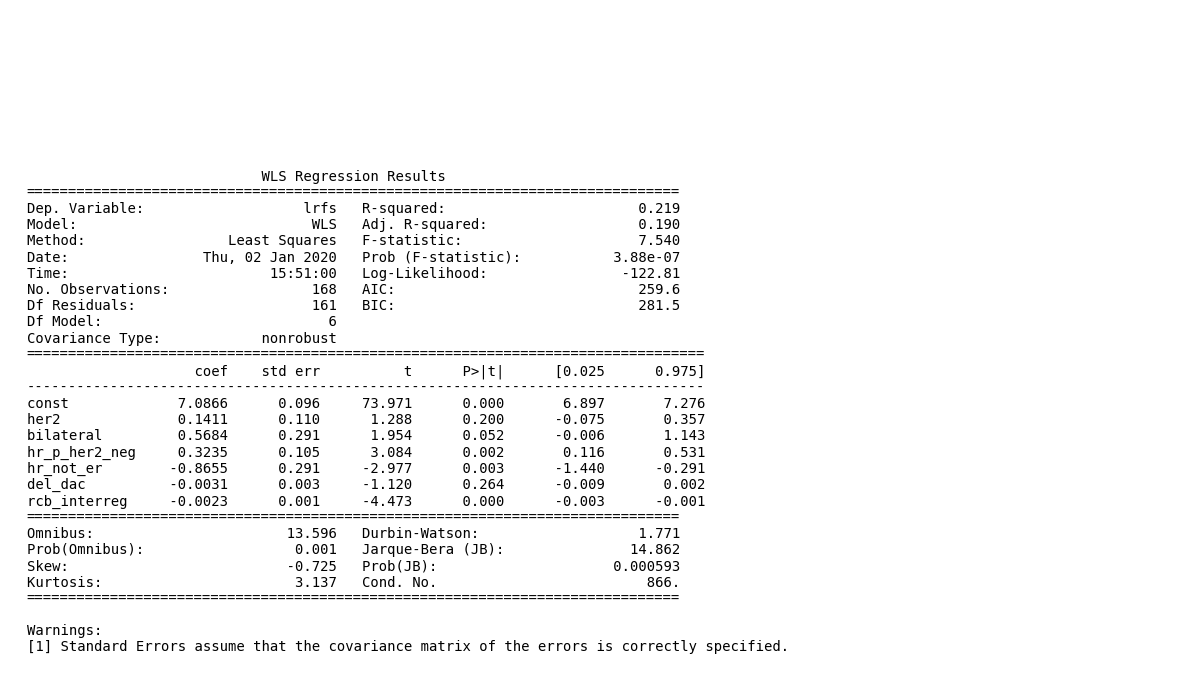 WLS Regression Results
==============================================================================
Dep. Variable:                   lrfs   R-squared:                       0.219
Model:                            WLS   Adj. R-squared:                  0.190
Method:                 Least Squares   F-statistic:                     7.540
Date:                Thu, 02 Jan 2020   Prob (F-statistic):           3.88e-07
Time:                        15:51:00   Log-Likelihood:                -122.81
No. Observations:                 168   AIC:                             259.6
Df Residuals:                     161   BIC:                             281.5
Df Model:                           6
Covariance Type:            nonrobust
=================================================================================
                    coef    std err          t      P>|t|      [0.025      0.975]
---------------------------------------------------------------------------------
const             7.0866      0.096     73.971      0.000       6.897       7.276
her2              0.1411      0.110      1.288      0.200      -0.075       0.357
bilateral         0.5684      0.291      1.954      0.052      -0.006       1.143
hr_p_her2_neg     0.3235      0.105      3.084      0.002       0.116       0.531
hr_not_er        -0.8655      0.291     -2.977      0.003      -1.440      -0.291
del_dac          -0.0031      0.003     -1.120      0.264      -0.009       0.002
rcb_interreg     -0.0023      0.001     -4.473      0.000      -0.003      -0.001
==============================================================================
Omnibus:                       13.596   Durbin-Watson:                   1.771
Prob(Omnibus):                  0.001   Jarque-Bera (JB):               14.862
Skew:                          -0.725   Prob(JB):                     0.000593
Kurtosis:                       3.137   Cond. No.                         866.
==============================================================================

Warnings:
[1] Standard Errors assume that the covariance matrix of the errors is correctly specified.